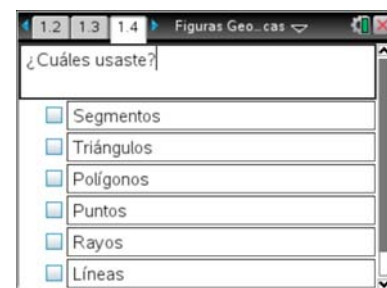 1.2 1.3 1.4 Figuras Geo...cas
¿Cuáles usaste?
Segmentos
Triángulos
Polígonos
Puntos
Rayos
Líneas